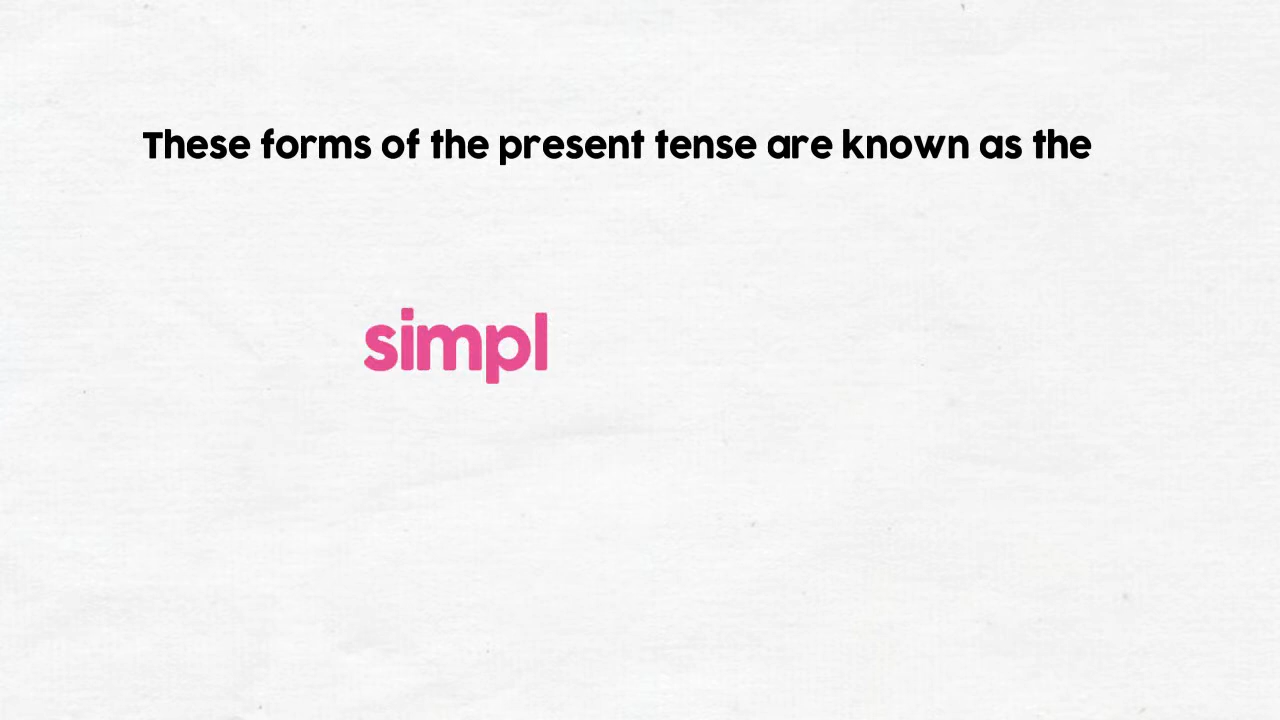 These forms of the present tense are known as the
simpl